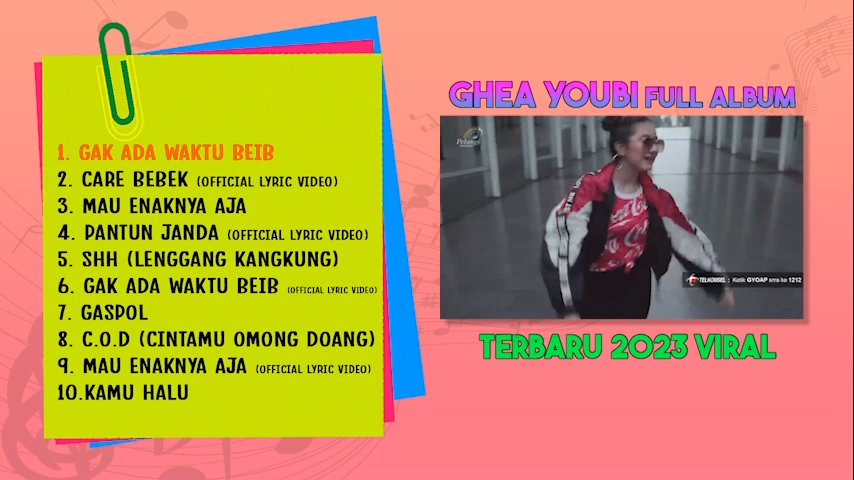 1. GAK ADA WAKTU BEIB
2. CARE BEBEK (OFFICIAL LYRIC VIDEO)
3. MAU ENAKNYA AJA
4. PANTUN JANDA (OFFICIAL LYRIC VIDEO)
5. SHH (LENGGANG KANGKUNG)
6. GAK ADA WAKTU BEIB (OFFICIAL LYRIC VIDEO)
7. GASPOL
8. C.O.D (CINTAMU OMONG DOANG)
9. MAU ENAKNYA AJA (OFFICIAL LYRIC VIDEO)
10.KAMU HALU
GHEA YOUBI FULL ALBUM
Pelangi
TELKOMSEL : Ketik GYOAP sms ke 1212
TERBARU 2023 VIRAL